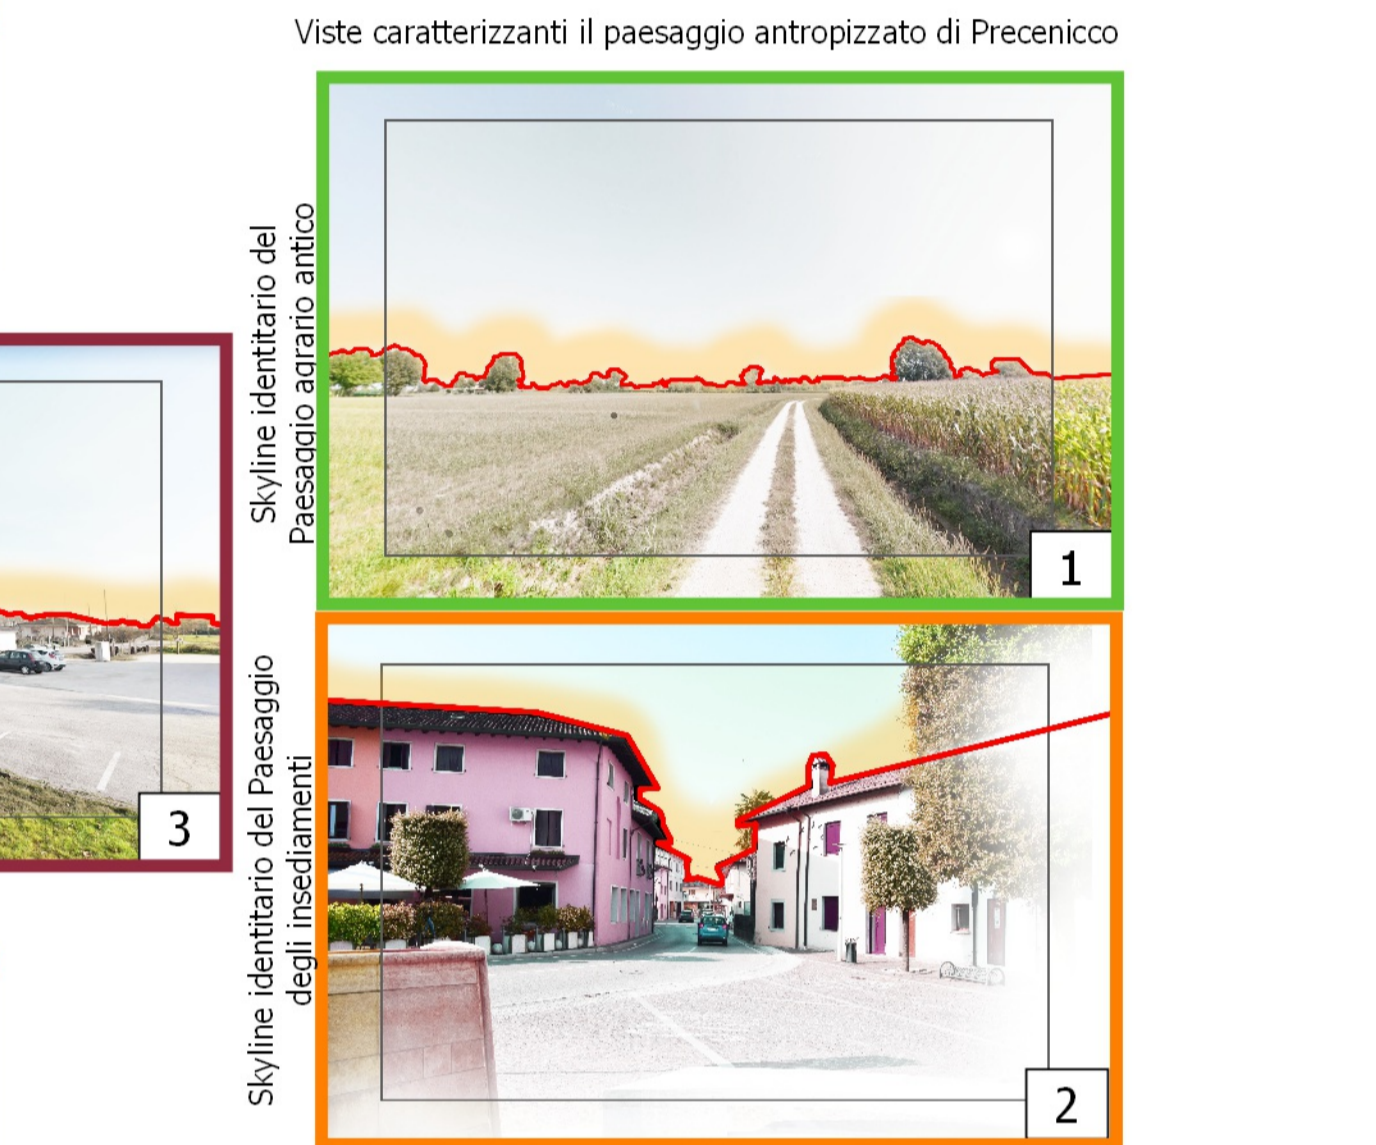 Viste caratterizzanti il paesaggio antropizzato di Precenicco
Skyline identitario del
Paesaggio agrario antico
1
3
Skyline identitario del Paesaggio
degli insediamenti
2